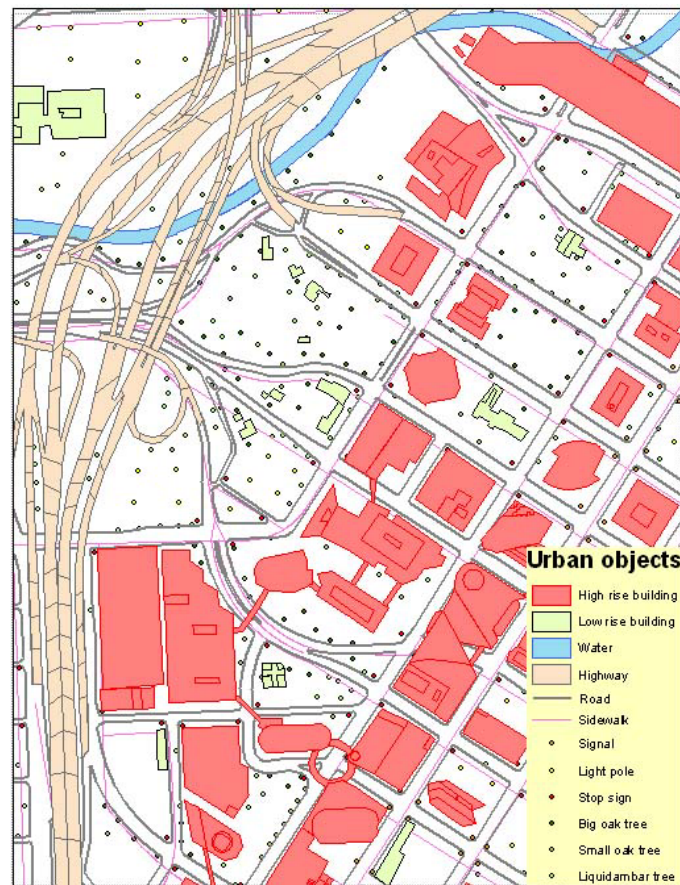 Urban objects
High rise building
Low rise building
Water
Highway
Road
Sidewalk
Signal
Light pole
Stop sign
Big oak tree
Small oak tree
Liquidambar tree